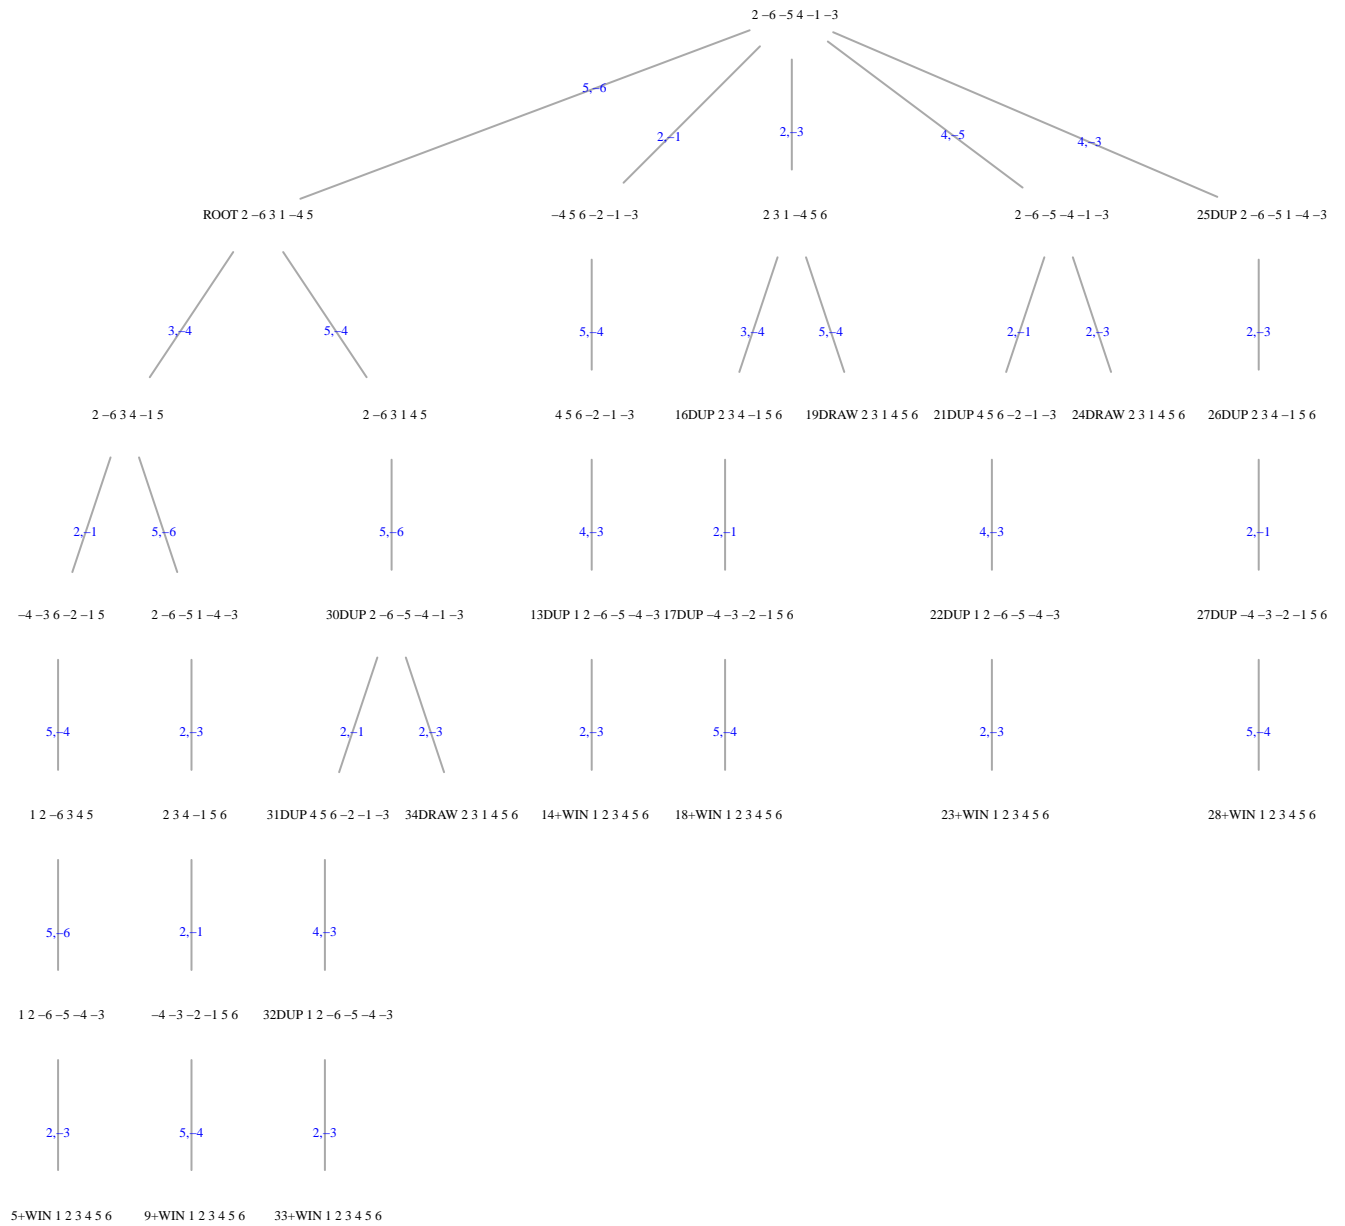 2 −6 −5 4 −1 −3
5,−6
2,−1
2,−3
4,−5
4,−3
ROOT 2 −6 3 1 −4 5
−4 5 6 −2 −1 −3
2 3 1 −4 5 6
2 −6 −5 −4 −1 −3
25DUP 2 −6 −5 1 −4 −3
3,−4
5,−4
5,−4
3,−4
5,−4
2,−1
2,−3
2,−3
2 −6 3 4 −1 5
2 −6 3 1 4 5
4 5 6 −2 −1 −3
16DUP 2 3 4 −1 5 6
19DRAW 2 3 1 4 5 6
21DUP 4 5 6 −2 −1 −3
24DRAW 2 3 1 4 5 6
26DUP 2 3 4 −1 5 6
2,−1
5,−6
5,−6
4,−3
2,−1
4,−3
2,−1
−4 −3 6 −2 −1 5
2 −6 −5 1 −4 −3
30DUP 2 −6 −5 −4 −1 −3
13DUP 1 2 −6 −5 −4 −3
17DUP −4 −3 −2 −1 5 6
22DUP 1 2 −6 −5 −4 −3
27DUP −4 −3 −2 −1 5 6
5,−4
2,−3
2,−1
2,−3
2,−3
5,−4
2,−3
5,−4
1 2 −6 3 4 5
2 3 4 −1 5 6
31DUP 4 5 6 −2 −1 −3
34DRAW 2 3 1 4 5 6
14+WIN 1 2 3 4 5 6
18+WIN 1 2 3 4 5 6
23+WIN 1 2 3 4 5 6
28+WIN 1 2 3 4 5 6
5,−6
2,−1
4,−3
1 2 −6 −5 −4 −3
−4 −3 −2 −1 5 6
32DUP 1 2 −6 −5 −4 −3
2,−3
5,−4
2,−3
5+WIN 1 2 3 4 5 6
9+WIN 1 2 3 4 5 6
33+WIN 1 2 3 4 5 6